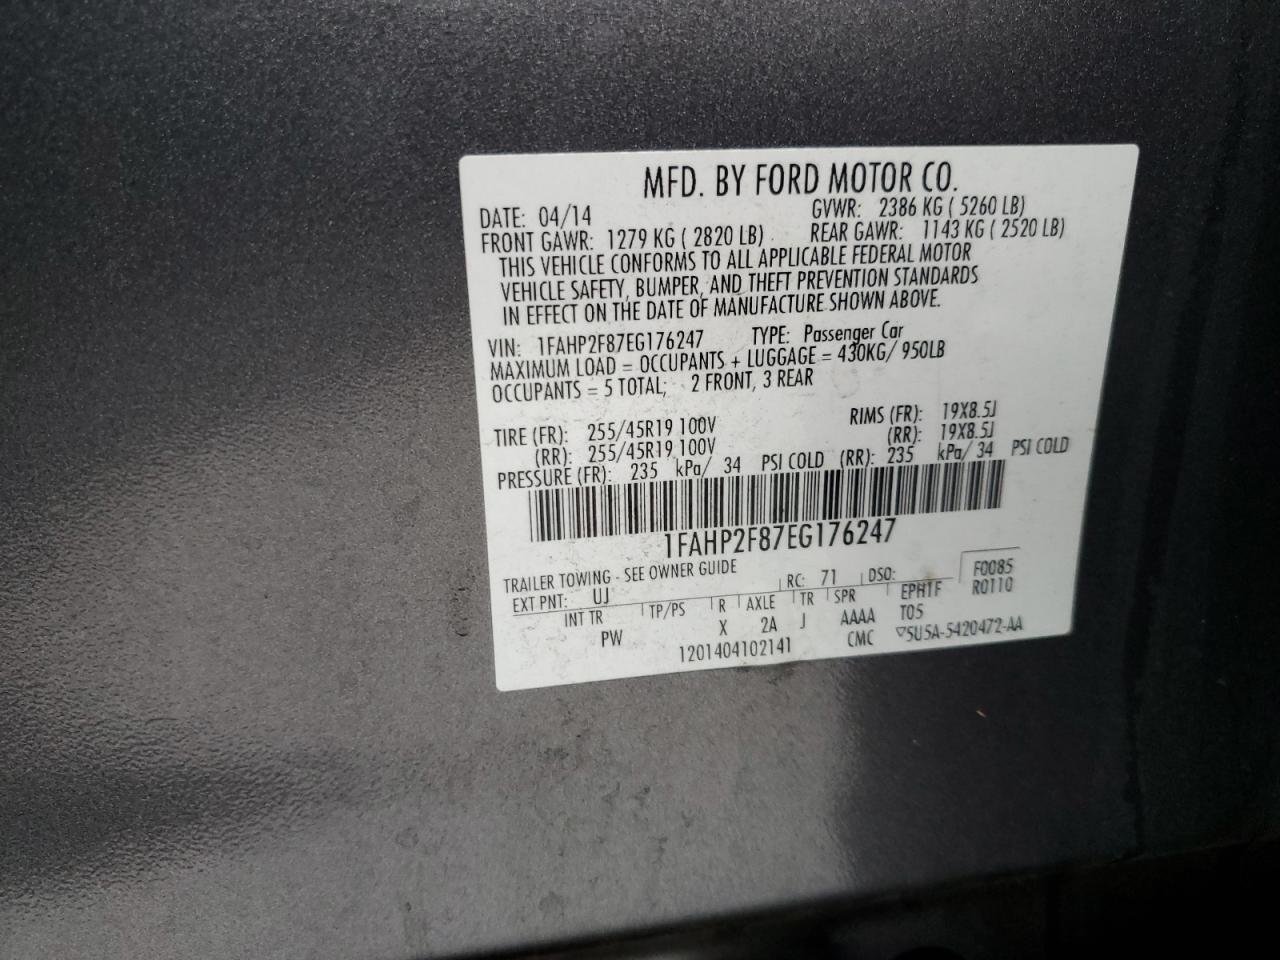 MFD. BY FORD MOTOR CO.
DATE: 04/14 GVWR: 2386 KG ( 5260 LB)
FRONT GAWR: 1279 KG ( 2820 LB) REAR GAWR: 1143 KG ( 2520 LB)
THIS VEHICLE CONFORMS TO ALL APPLICABLE FEDERAL MOTOR
VEHICLE SAFETY, BUMPER, AND THEFT PREVENTION STANDARDS
IN EFFECT ON THE DATE OF MANUFACTURE SHOWN ABOVE.
VIN: 1FAHP2F87EG176247 TYPE: Passenger Car
MAXIMUM LOAD = OCCUPANTS + LUGGAGE = 430KG/ 950LB
OCCUPANTS = 5 TOTAL; 2 FRONT, 3 REAR
TIRE (FR): 255/45R19 100V RIMS (FR): 19X8.5J
(RR): 255/45R19 100V (RR): 19X8.5J
PRESSURE (FR): 235 kPa/ 34 PSI COLD (RR): 235 kPa/ 34 PSI COLD
1FAHP2F87EG176247
TRAILER TOWING - SEE OWNER GUIDE
EXT PNT: UJ RC: 71 DSO: F0085
INT TR TP/PS R AXLE TR SPR EPH1F R0110
PW X 2A J AAAA T05
1201404102141 CMC ▽5U5A-5420472-AA